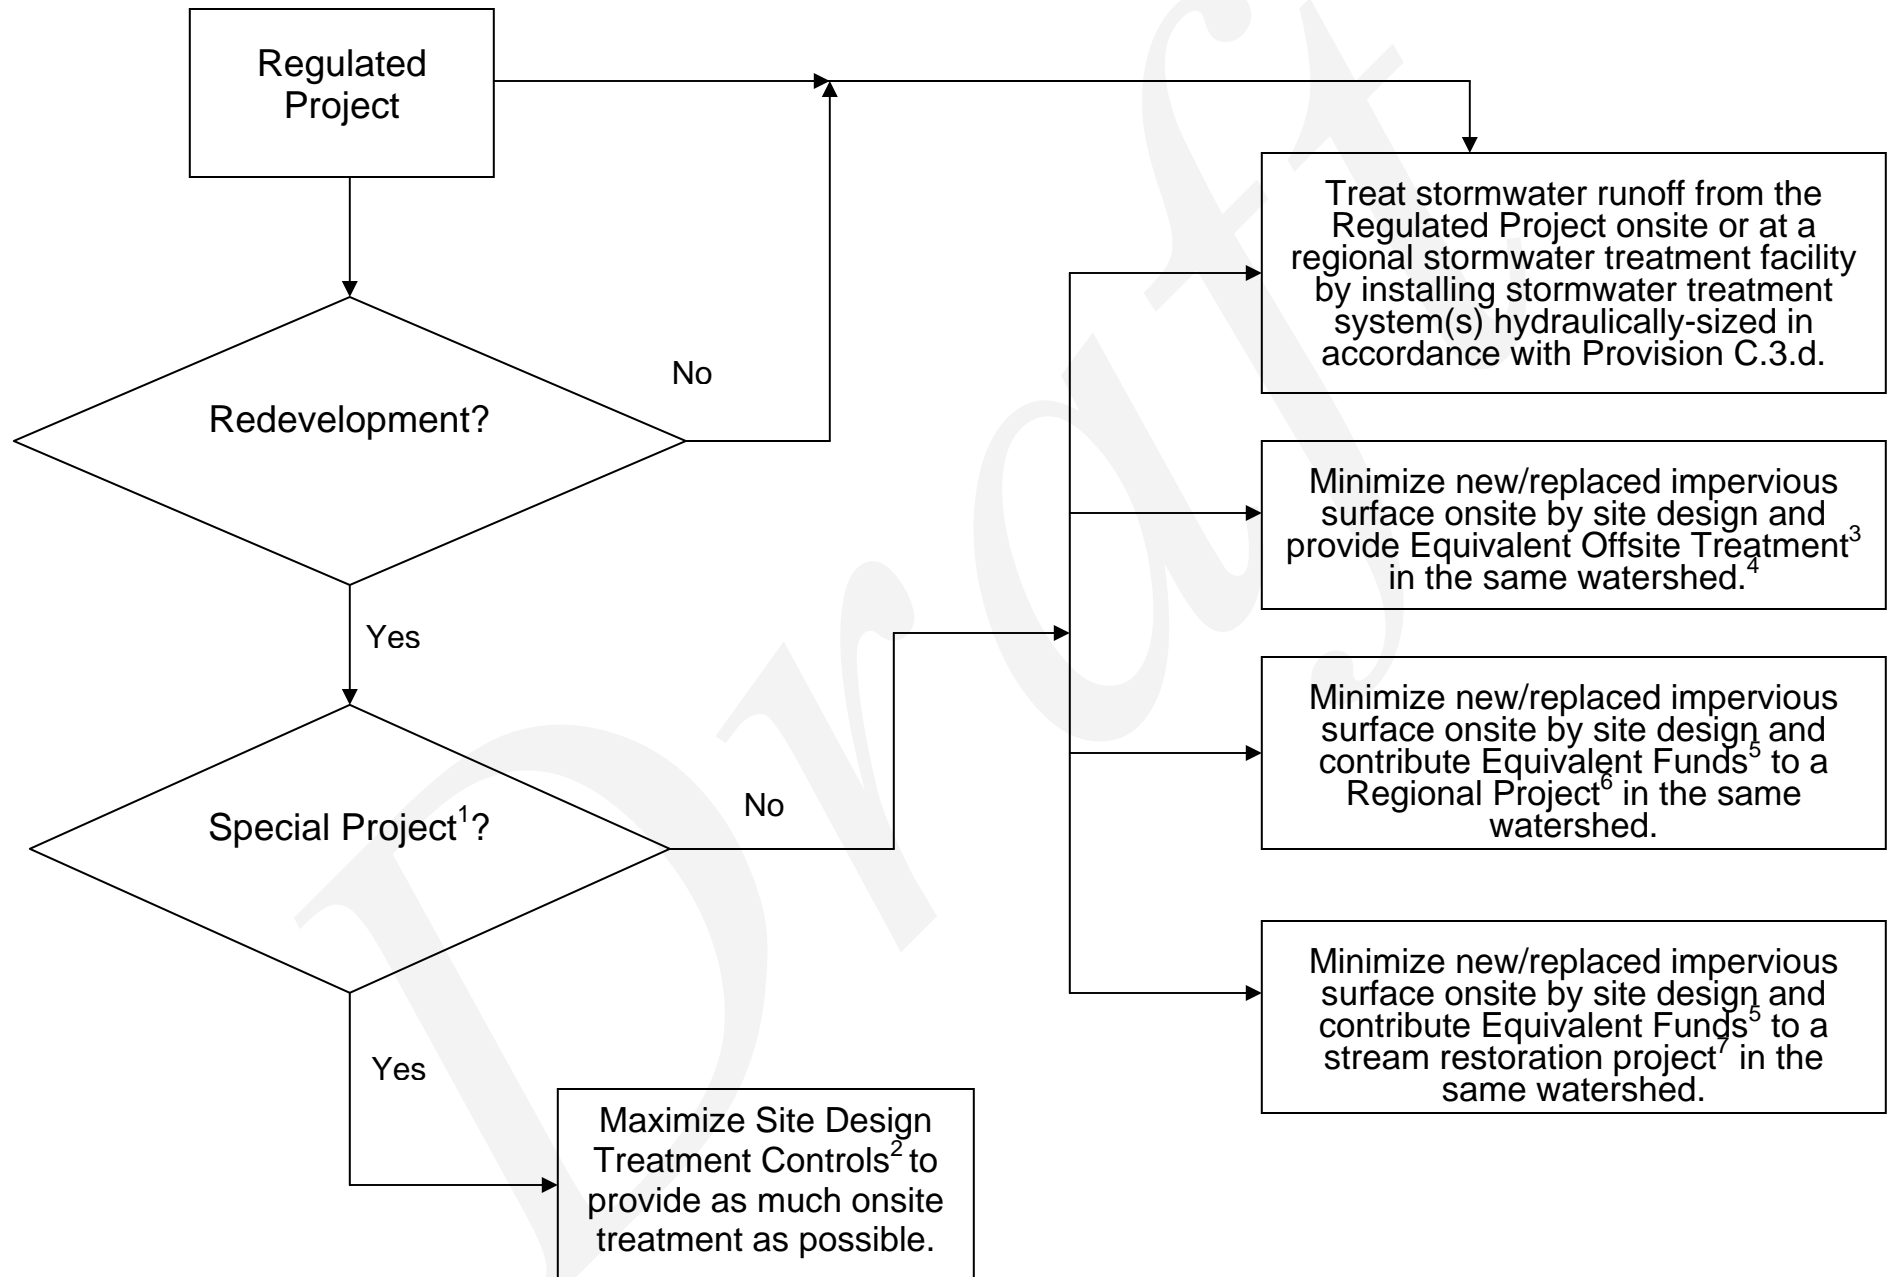 Regulated
Project
Treat stormwater runoff from the
Regulated Project onsite or at a
regional stormwater treatment facility
by installing stormwater treatment
system(s) hydraulically-sized in
accordance with Provision C.3.d.
No
Redevelopment?
Minimize new/replaced impervious
surface onsite by site design and
provide Equivalent Offsite Treatment³
in the same watershed.⁴
Yes
Minimize new/replaced impervious
surface onsite by site design and
contribute Equivalent Funds⁵ to a
Regional Project⁶ in the same
watershed.
No
Special Project¹?
Minimize new/replaced impervious
surface onsite by site design and
contribute Equivalent Funds⁵ to a
stream restoration project⁷ in the
same watershed.
Yes
Maximize Site Design
Treatment Controls² to
provide as much onsite
treatment as possible.
Draft